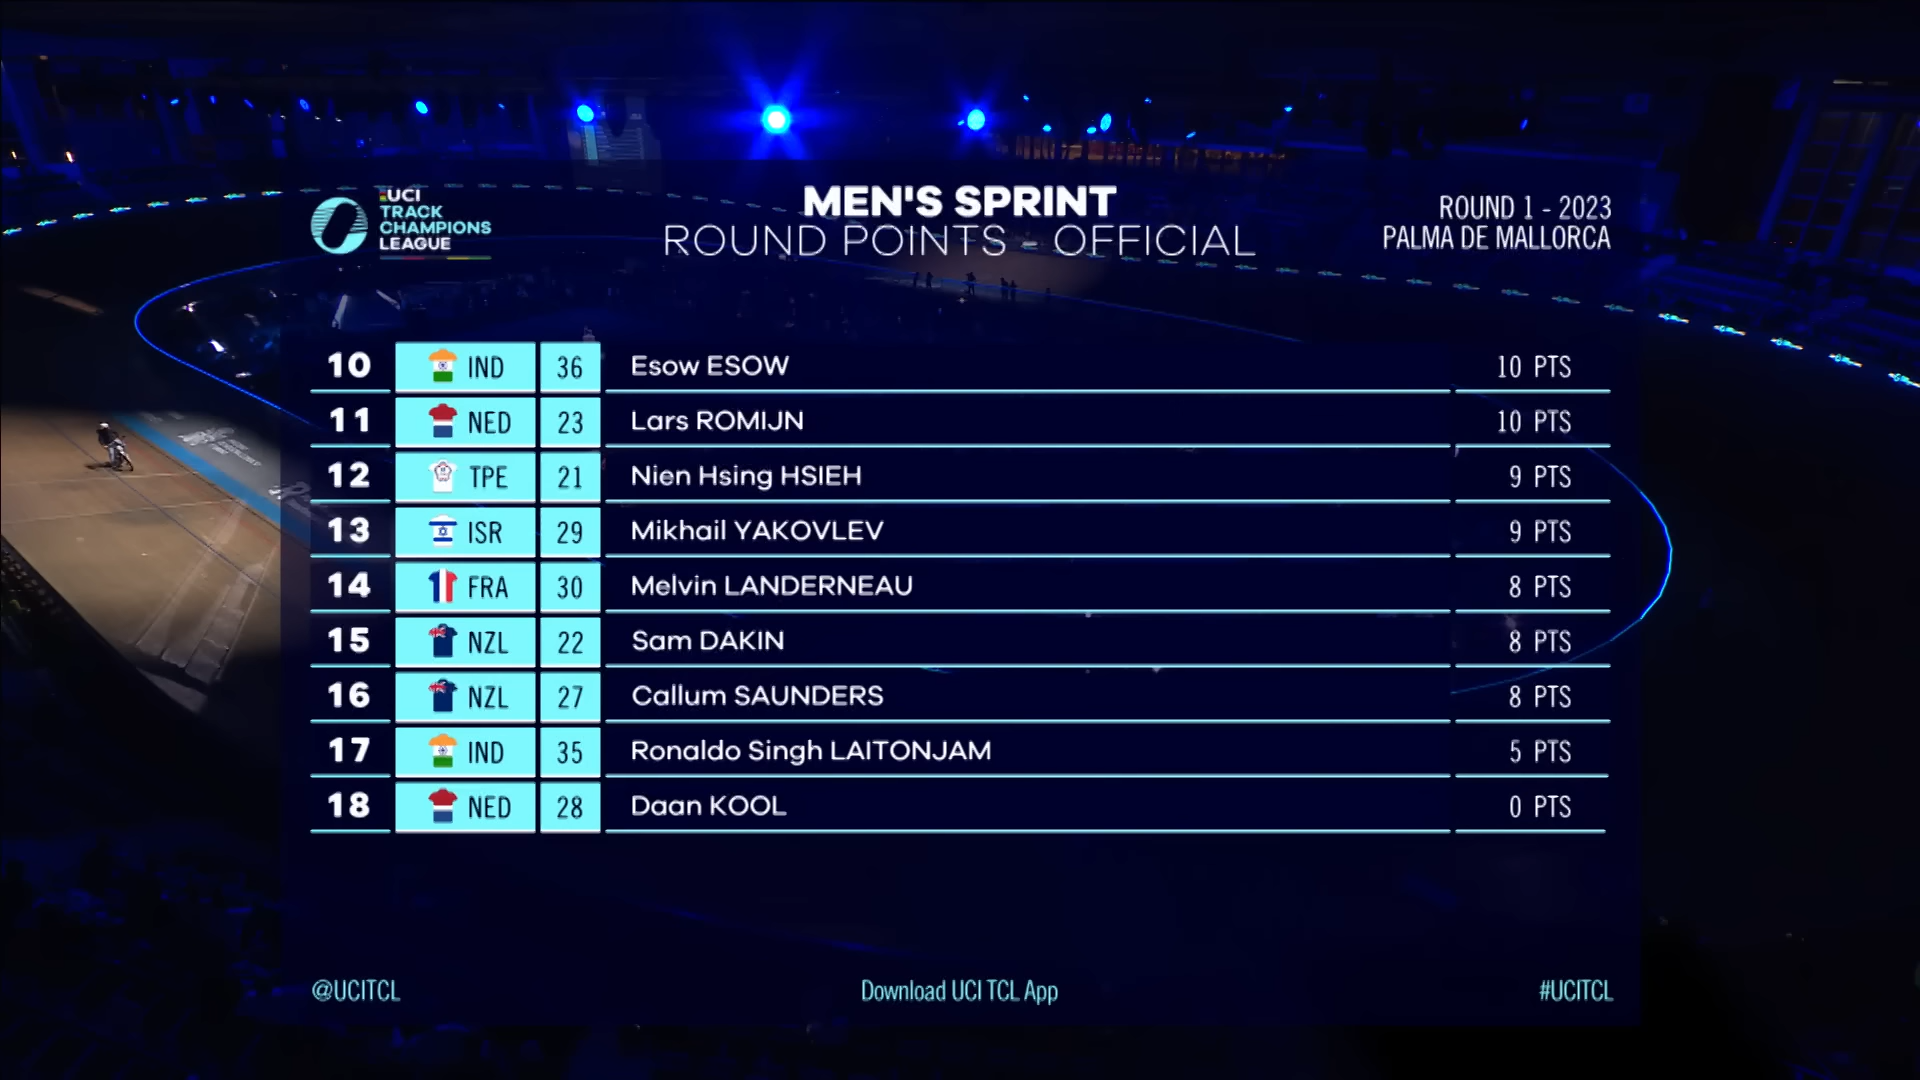 UCI
TRACK
CHAMPIONS
LEAGUE
MEN'S SPRINT
ROUND POINTS - OFFICIAL
ROUND 1 - 2023
PALMA DE MALLORCA
10 IND 36 Esow ESOW 10 PTS
11 NED 23 Lars ROMIJN 10 PTS
12 TPE 21 Nien Hsing HSIEH 9 PTS
13 ISR 29 Mikhail YAKOVLEV 9 PTS
14 FRA 30 Melvin LANDERNEAU 8 PTS
15 NZL 22 Sam DAKIN 8 PTS
16 NZL 27 Callum SAUNDERS 8 PTS
17 IND 35 Ronaldo Singh LAITONJAM 5 PTS
18 NED 28 Daan KOOL 0 PTS
@UCITCL Download UCI TCL App #UCITCL